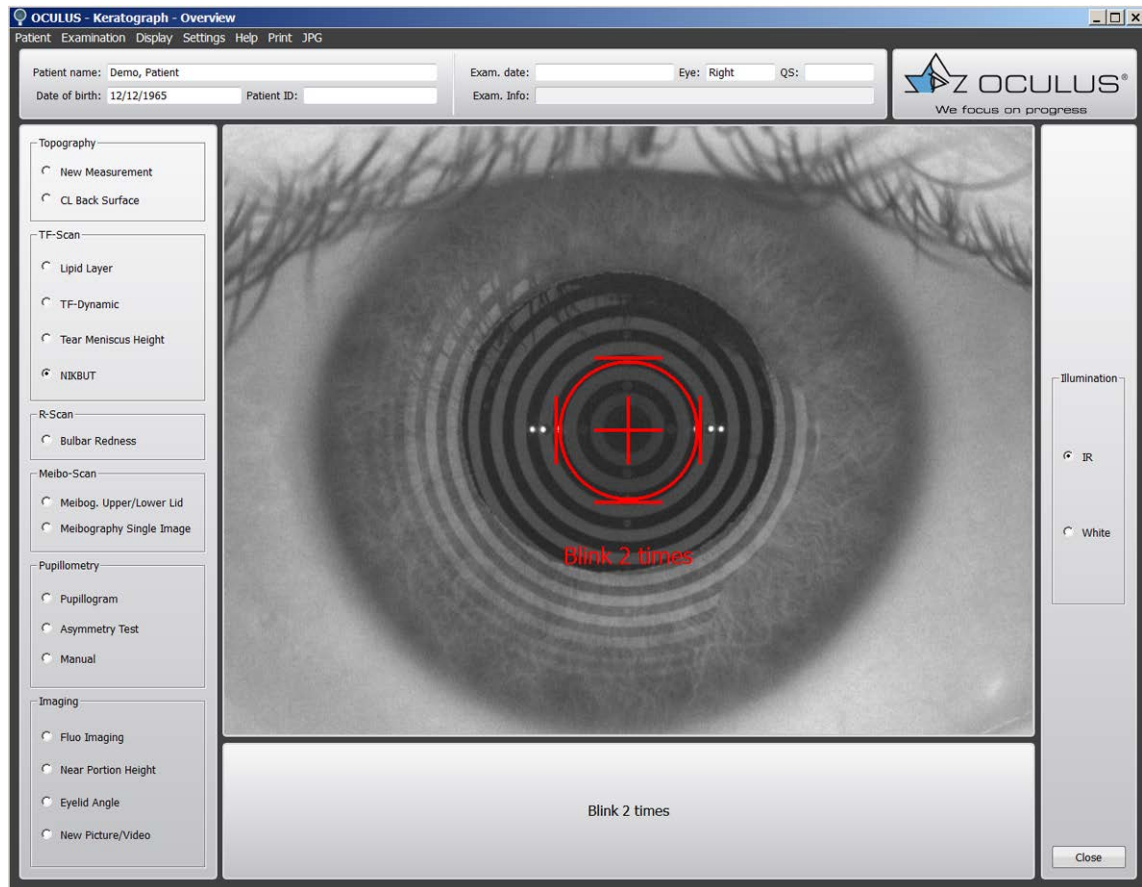 OCULUS - Keratograph - Overview
Patient Examination Display Settings Help Print JPG
Patient name: Demo, Patient
Date of birth: 12/12/1965 Patient ID:
Exam. date: Eye: Right QS:
Exam. Info:
OCULUS®
We focus on progress
Topography
New Measurement
CL Back Surface
TF-Scan
Lipid Layer
TF-Dynamic
Tear Meniscus Height
NIKBUT
R-Scan
Bulbar Redness
Meibo-Scan
Meibog. Upper/Lower Lid
Meibography Single Image
Pupillometry
Pupillogram
Asymmetry Test
Manual
Imaging
Fluo Imaging
Near Portion Height
Eyelid Angle
New Picture/Video
Blink 2 times
Blink 2 times
Illumination
IR
White
Close